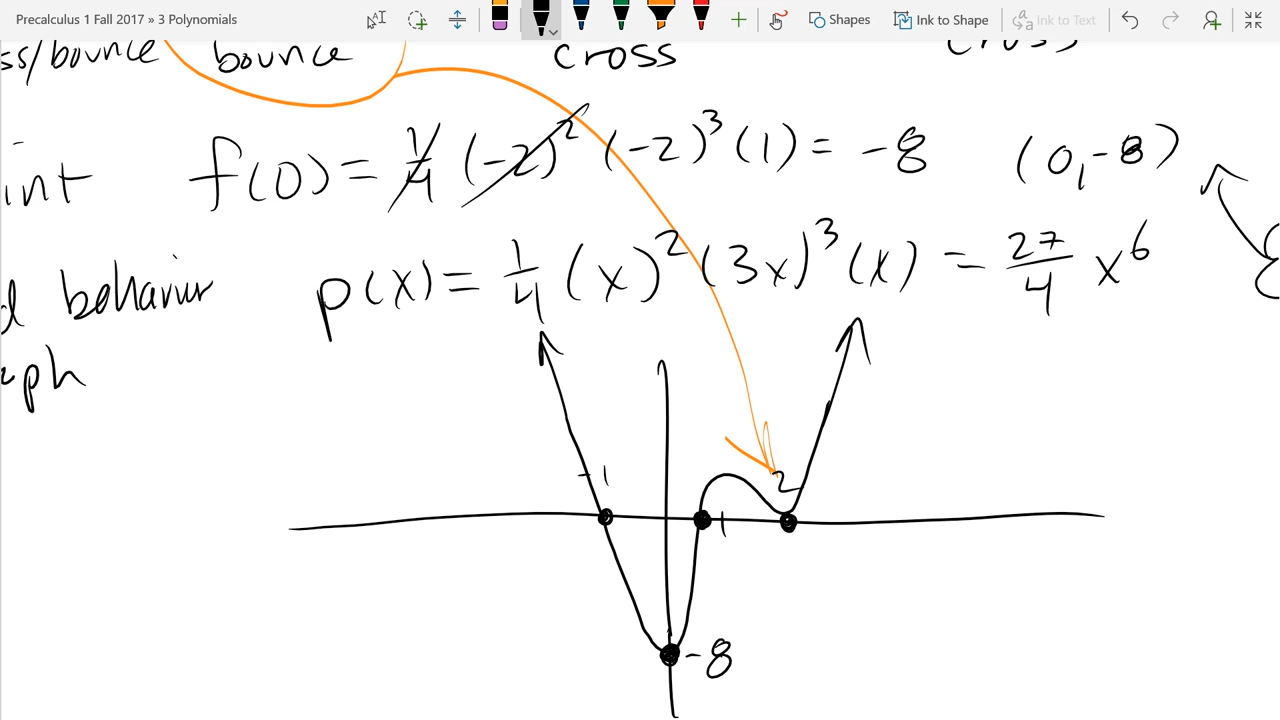 Precalculus 1 Fall 2017 » 3 Polynomials
Shapes
Ink to Shape
Ink to Text
ss/bounce bounce cross cross
int f(0) = 1/4 (-2)² (-2)³ (1) = -8 (0,-8)
d behavior p(x) = 1/4 (x)² (3x)³ (x) = 27/4 x⁶
aph
-1
2
1
-8